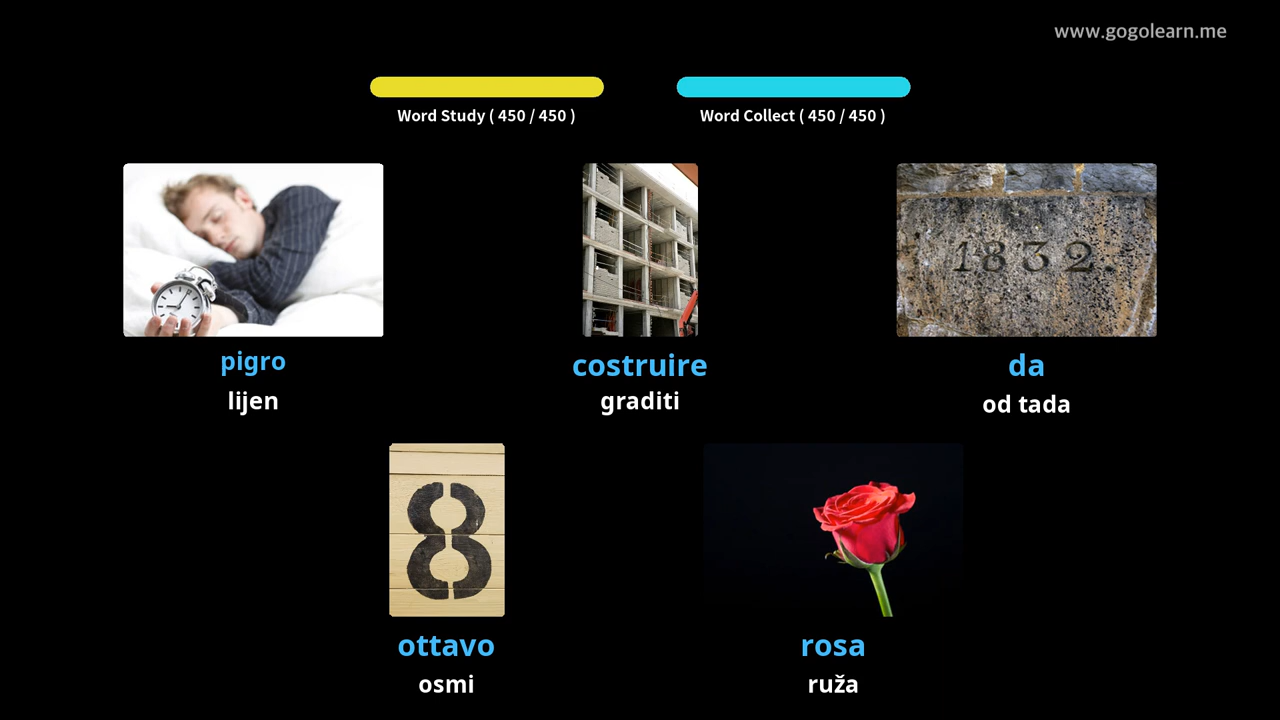 www.gogolearn.me
Word Study ( 450 / 450 )
Word Collect ( 450 / 450 )
1832.
pigro
lijen
costruire
graditi
da
od tada
8
ottavo
osmi
rosa
ruža